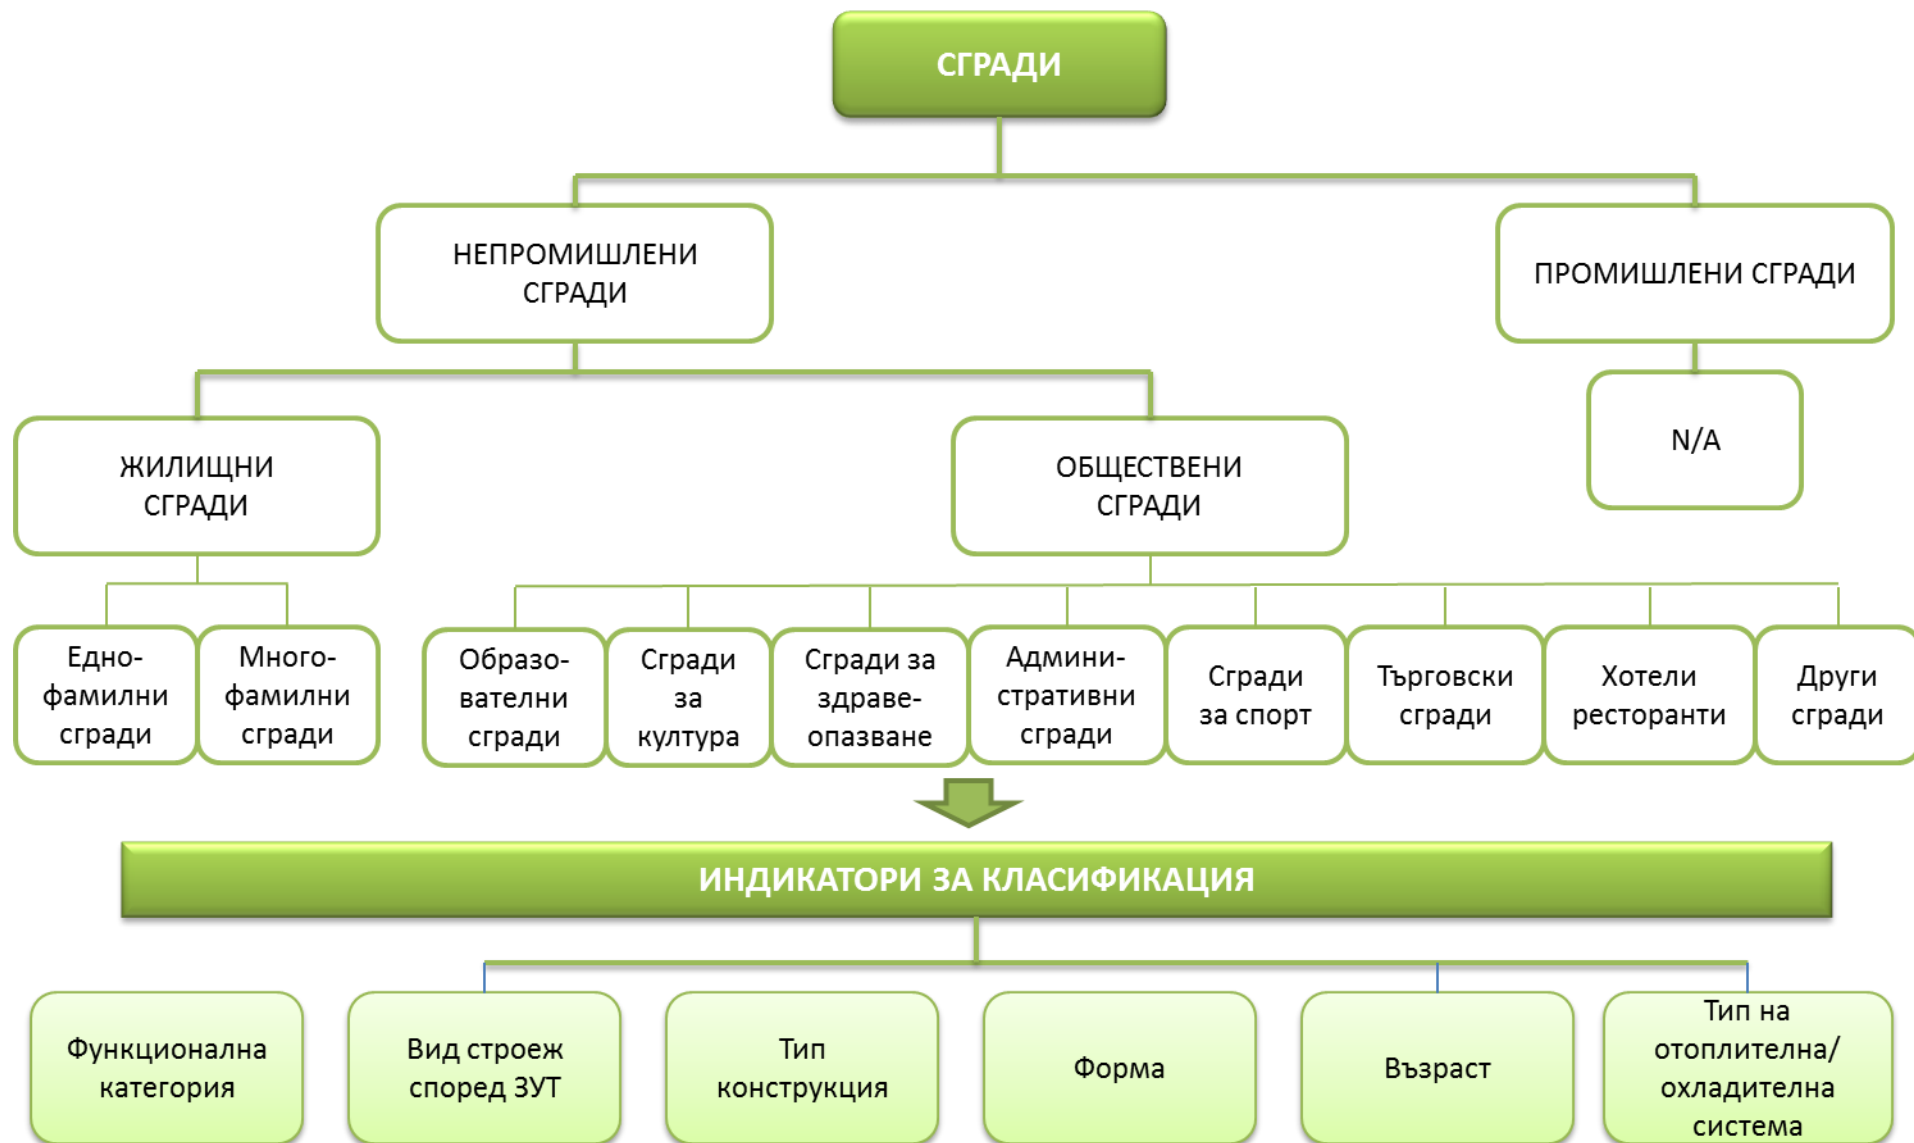 СГРАДИ
НЕПРОМИШЛЕНИ
СГРАДИ
ПРОМИШЛЕНИ СГРАДИ
N/A
ЖИЛИЩНИ
СГРАДИ
ОБЩЕСТВЕНИ
СГРАДИ
Едно-
фамилни
сгради
Много-
фамилни
сгради
Образо-
вателни
сгради
Сгради
за
култура
Сгради за
здраве-
опазване
Админи-
стративни
сгради
Сгради
за спорт
Търговски
сгради
Хотели
ресторанти
Други
сгради
ИНДИКАТОРИ ЗА КЛАСИФИКАЦИЯ
Функционална
категория
Вид строеж
според ЗУТ
Тип
конструкция
Форма
Възраст
Тип на
отоплителна/
охладителна
система